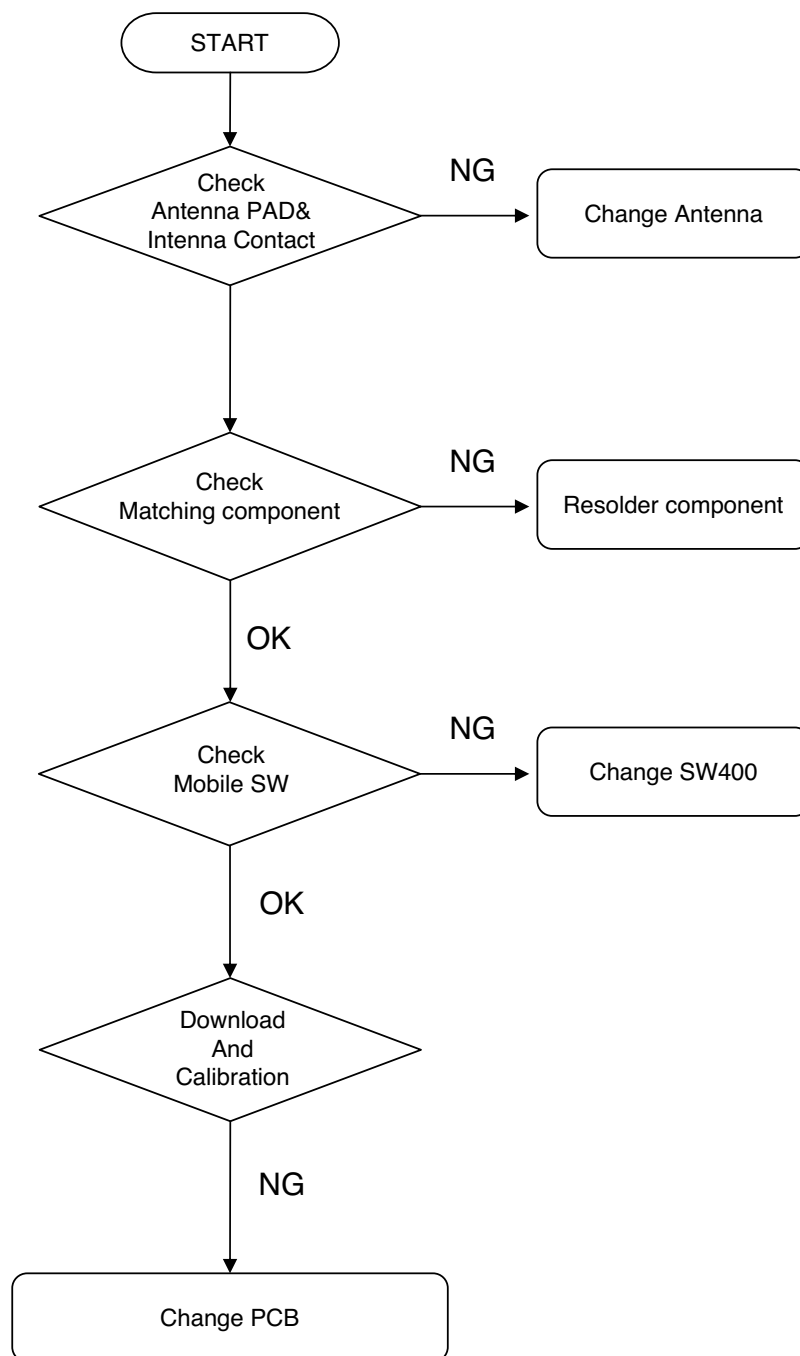 START
Check
Antenna PAD&
Intenna Contact
NG
Change Antenna
Check
Matching component
NG
Resolder component
OK
Check
Mobile SW
NG
Change SW400
OK
Download
And
Calibration
NG
Change PCB